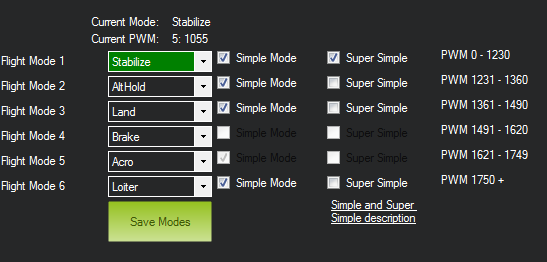 Current Mode: Stabilize
Current PWM: 5: 1055
Flight Mode 1 Stabilize Simple Mode Super Simple PWM 0 - 1230
Flight Mode 2 AltHold Simple Mode Super Simple PWM 1231 - 1360
Flight Mode 3 Land Simple Mode Super Simple PWM 1361 - 1490
Flight Mode 4 Brake Simple Mode Super Simple PWM 1491 - 1620
Flight Mode 5 Acro Simple Mode Super Simple PWM 1621 - 1749
Flight Mode 6 Loiter Simple Mode Super Simple PWM 1750 +
Save Modes
Simple and Super
Simple description